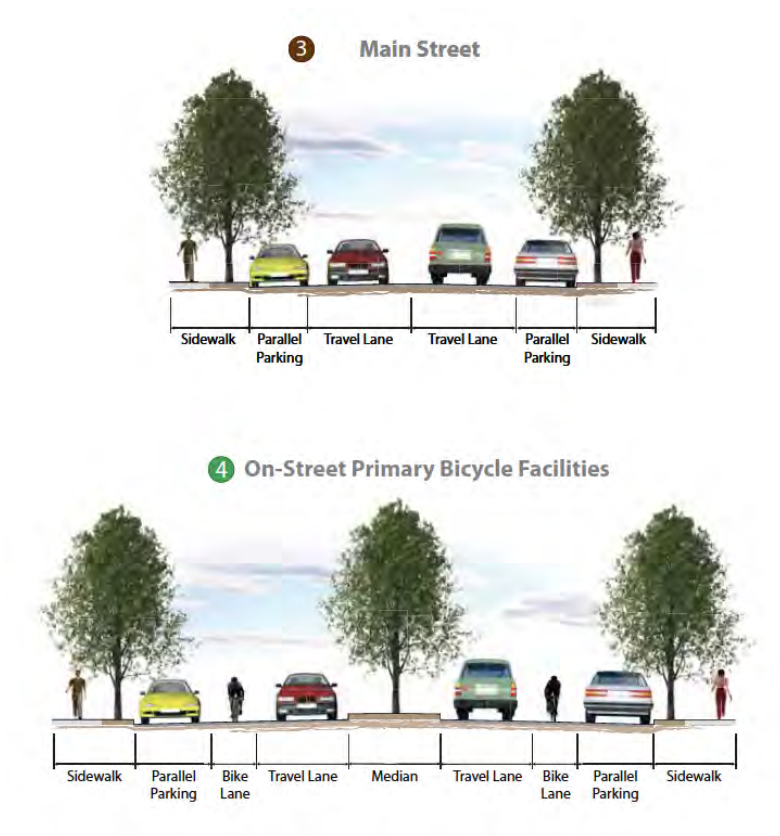 3 Main Street
Sidewalk Parallel Parking Travel Lane Travel Lane Parallel Parking Sidewalk
4 On-Street Primary Bicycle Facilities
Sidewalk Parallel Parking Bike Lane Travel Lane Median Travel Lane Bike Lane Parallel Parking Sidewalk